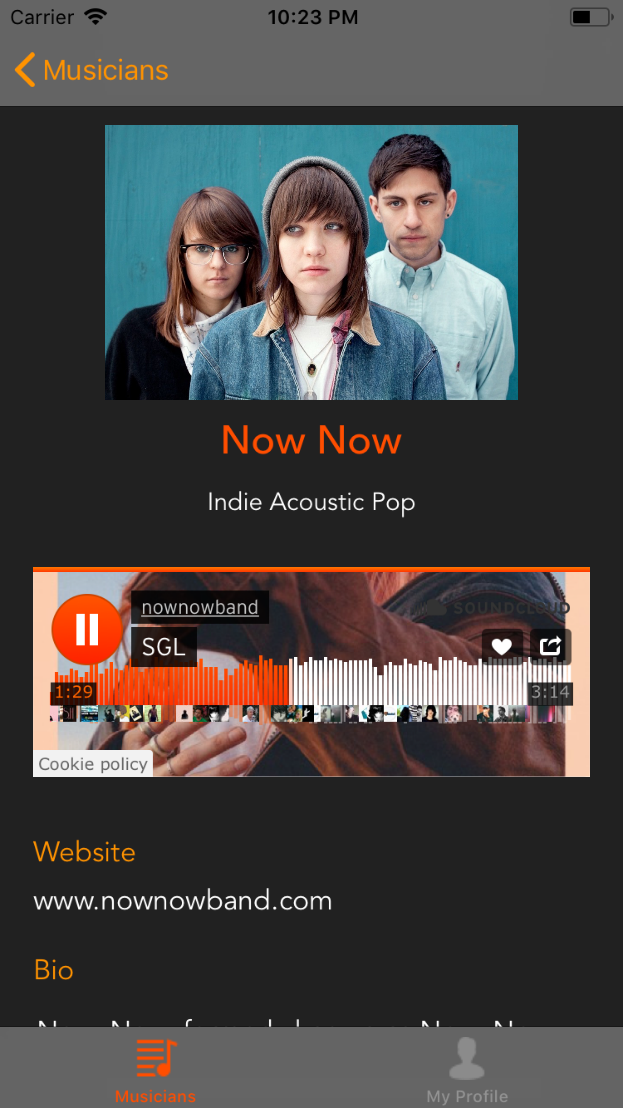 Carrier 10:23 PM
Musicians
Now Now
Indie Acoustic Pop
nownowband
SOUNDCLOUD
SGL
1:29 3:14
Cookie policy
Website
www.nownowband.com
Bio
Musicians My Profile